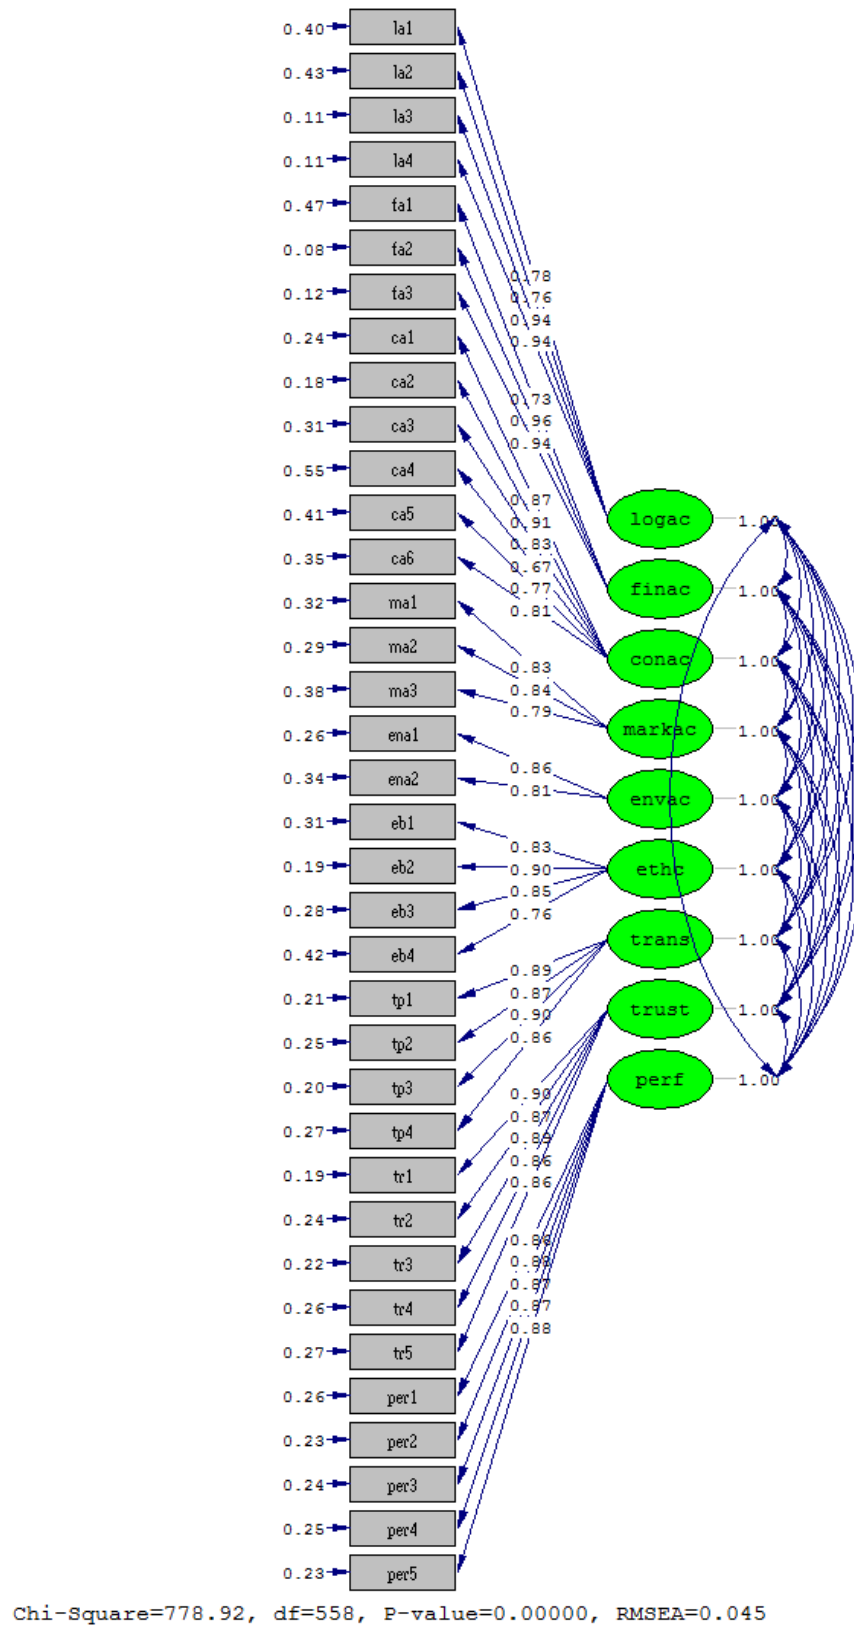 0.40 la1
0.43 la2
0.11 la3
0.11 la4
0.47 fa1
0.08 fa2
0.78
0.12 fa3
0.76
0.94
0.24 ca1
0.94
0.18 ca2
0.73
0.31 ca3
0.96
0.94
0.55 ca4
0.87
0.41 ca5
0.91
logac 1.00
0.83
0.35 ca6
0.67
0.77
finac 1.00
0.32 ma1
0.81
0.29 ma2
0.83
conac 1.00
0.38 ma3
0.84
0.79
0.26 ena1
markac 1.00
0.86
0.34 ena2
0.81
envac 1.00
0.31 eb1
0.83
0.19 eb2
0.90
ethc 1.00
0.85
0.28 eb3
0.76
0.42 eb4
trans 1.00
0.89
0.21 tp1
0.87
trust 1.00
0.90
0.25 tp2
0.86
perf 1.00
0.20 tp3
0.90
0.27 tp4
0.87
0.89
0.86
0.19 tr1
0.86
0.24 tr2
0.86
0.22 tr3
0.88
0.87
0.26 tr4
0.87
0.88
0.27 tr5
0.26 per1
0.23 per2
0.24 per3
0.25 per4
0.23 per5
Chi-Square=778.92, df=558, P-value=0.00000, RMSEA=0.045